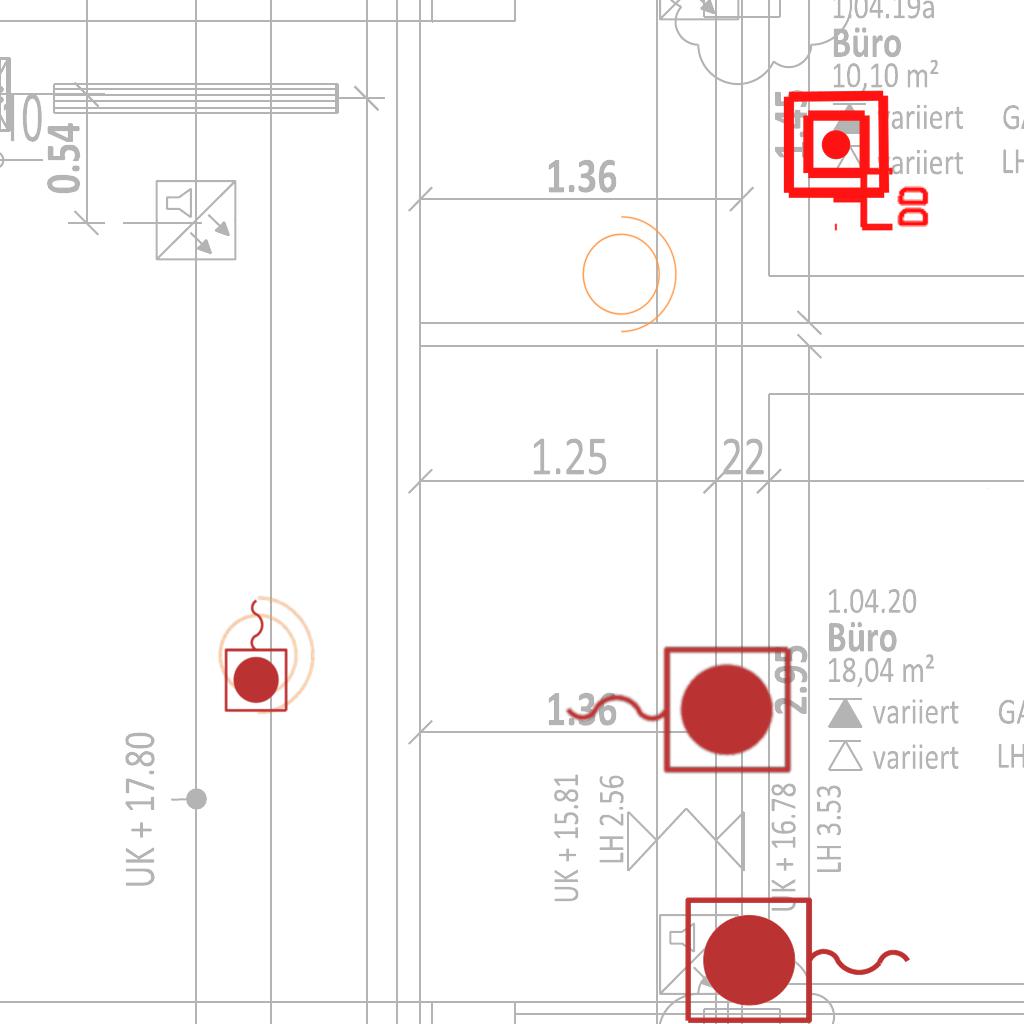 1.04.19a
Büro
10,10 m²
variiert GA
variiert LH
1.45
00
10
0.54
1.36
1.25
22
1.04.20
Büro
18,04 m²
variiert GA
variiert LH
2.95
1.36
UK + 17.80
UK + 15.81
LH 2.56
UK + 16.78
LH 3.53